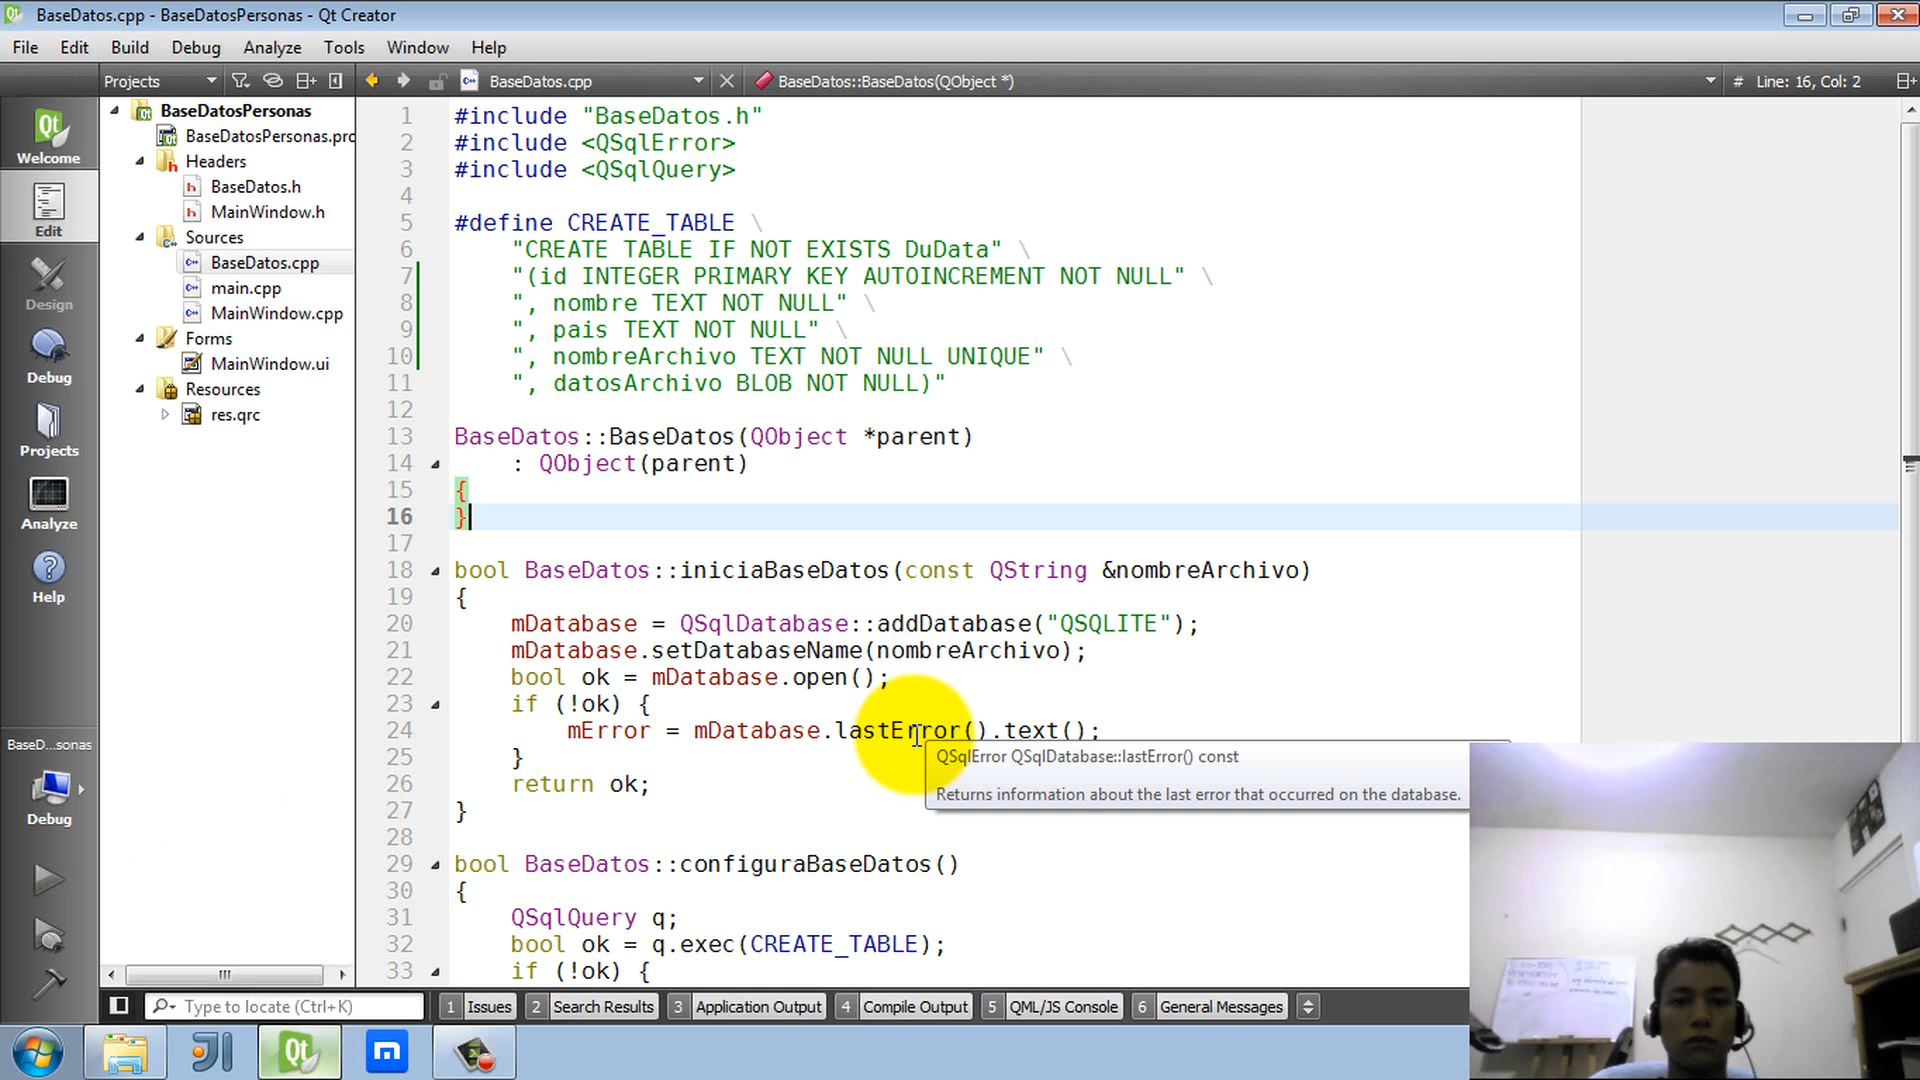 BaseDatos.cpp - BaseDatosPersonas - Qt Creator
File Edit Build Debug Analyze Tools Window Help
Projects BaseDatos.cpp BaseDatos::BaseDatos(QObject *) # Line: 16, Col: 2
Welcome
Edit
Design
Debug
Projects
Analyze
Help
BaseD...sonas
Debug
BaseDatosPersonas
BaseDatosPersonas.pro
Headers
BaseDatos.h
MainWindow.h
Sources
BaseDatos.cpp
main.cpp
MainWindow.cpp
Forms
MainWindow.ui
Resources
res.qrc
1 #include "BaseDatos.h"
2 #include <QSqlError>
3 #include <QSqlQuery>
4
5 #define CREATE_TABLE \
6 "CREATE TABLE IF NOT EXISTS DuData" \
7 "(id INTEGER PRIMARY KEY AUTOINCREMENT NOT NULL" \
8 ", nombre TEXT NOT NULL" \
9 ", pais TEXT NOT NULL" \
10 ", nombreArchivo TEXT NOT NULL UNIQUE" \
11 ", datosArchivo BLOB NOT NULL)"
12
13 BaseDatos::BaseDatos(QObject *parent)
14 : QObject(parent)
15 {
16 }
17
18 bool BaseDatos::iniciaBaseDatos(const QString &nombreArchivo)
19 {
20 mDatabase = QSqlDatabase::addDatabase("QSQLITE");
21 mDatabase.setDatabaseName(nombreArchivo);
22 bool ok = mDatabase.open();
23 if (!ok) {
24 mError = mDatabase.lastError().text();
25 }
26 return ok;
27 }
28
29 bool BaseDatos::configuraBaseDatos()
30 {
31 QSqlQuery q;
32 bool ok = q.exec(CREATE_TABLE);
33 if (!ok) {
QSqlError QSqlDatabase::lastError() const
Returns information about the last error that occurred on the database.
Type to locate (Ctrl+K) 1 Issues 2 Search Results 3 Application Output 4 Compile Output 5 QML/JS Console 6 General Messages